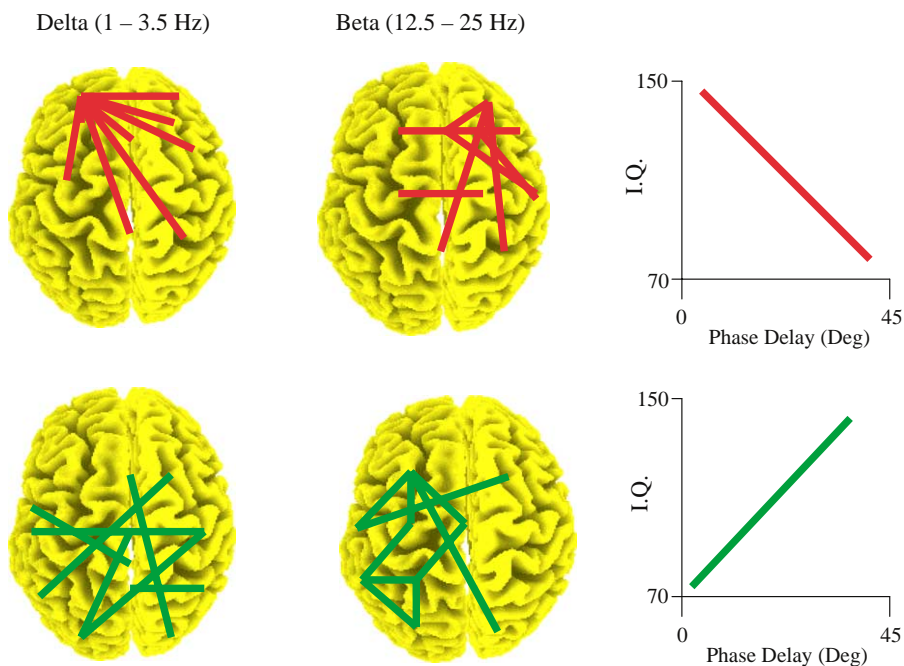 Delta (1 – 3.5 Hz)
Beta (12.5 – 25 Hz)
150
I.Q.
70
0
45
Phase Delay (Deg)
150
I.Q.
70
0
45
Phase Delay (Deg)